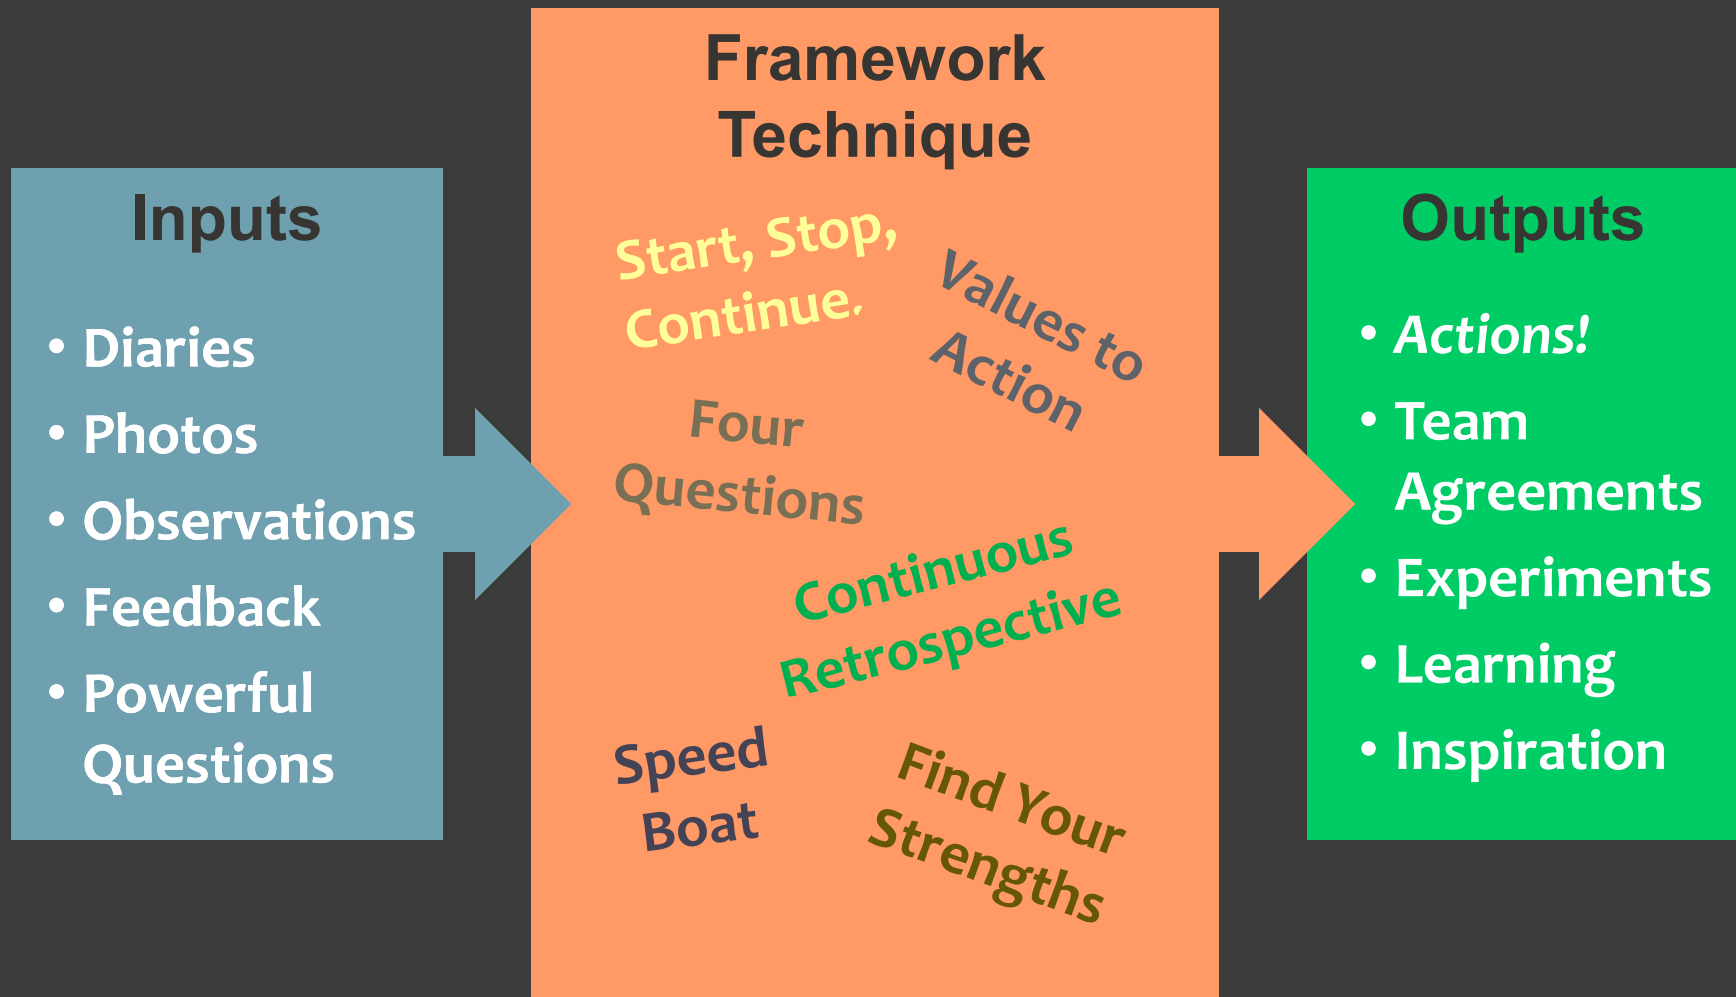 Inputs
• Diaries
• Photos
• Observations
• Feedback
• Powerful
Questions
Framework
Technique
Start, Stop,
Continue.
Values to
Action
Four
Questions
Continuous
Retrospective
Speed
Boat
Find Your
Strengths
Outputs
• Actions!
• Team
Agreements
• Experiments
• Learning
• Inspiration